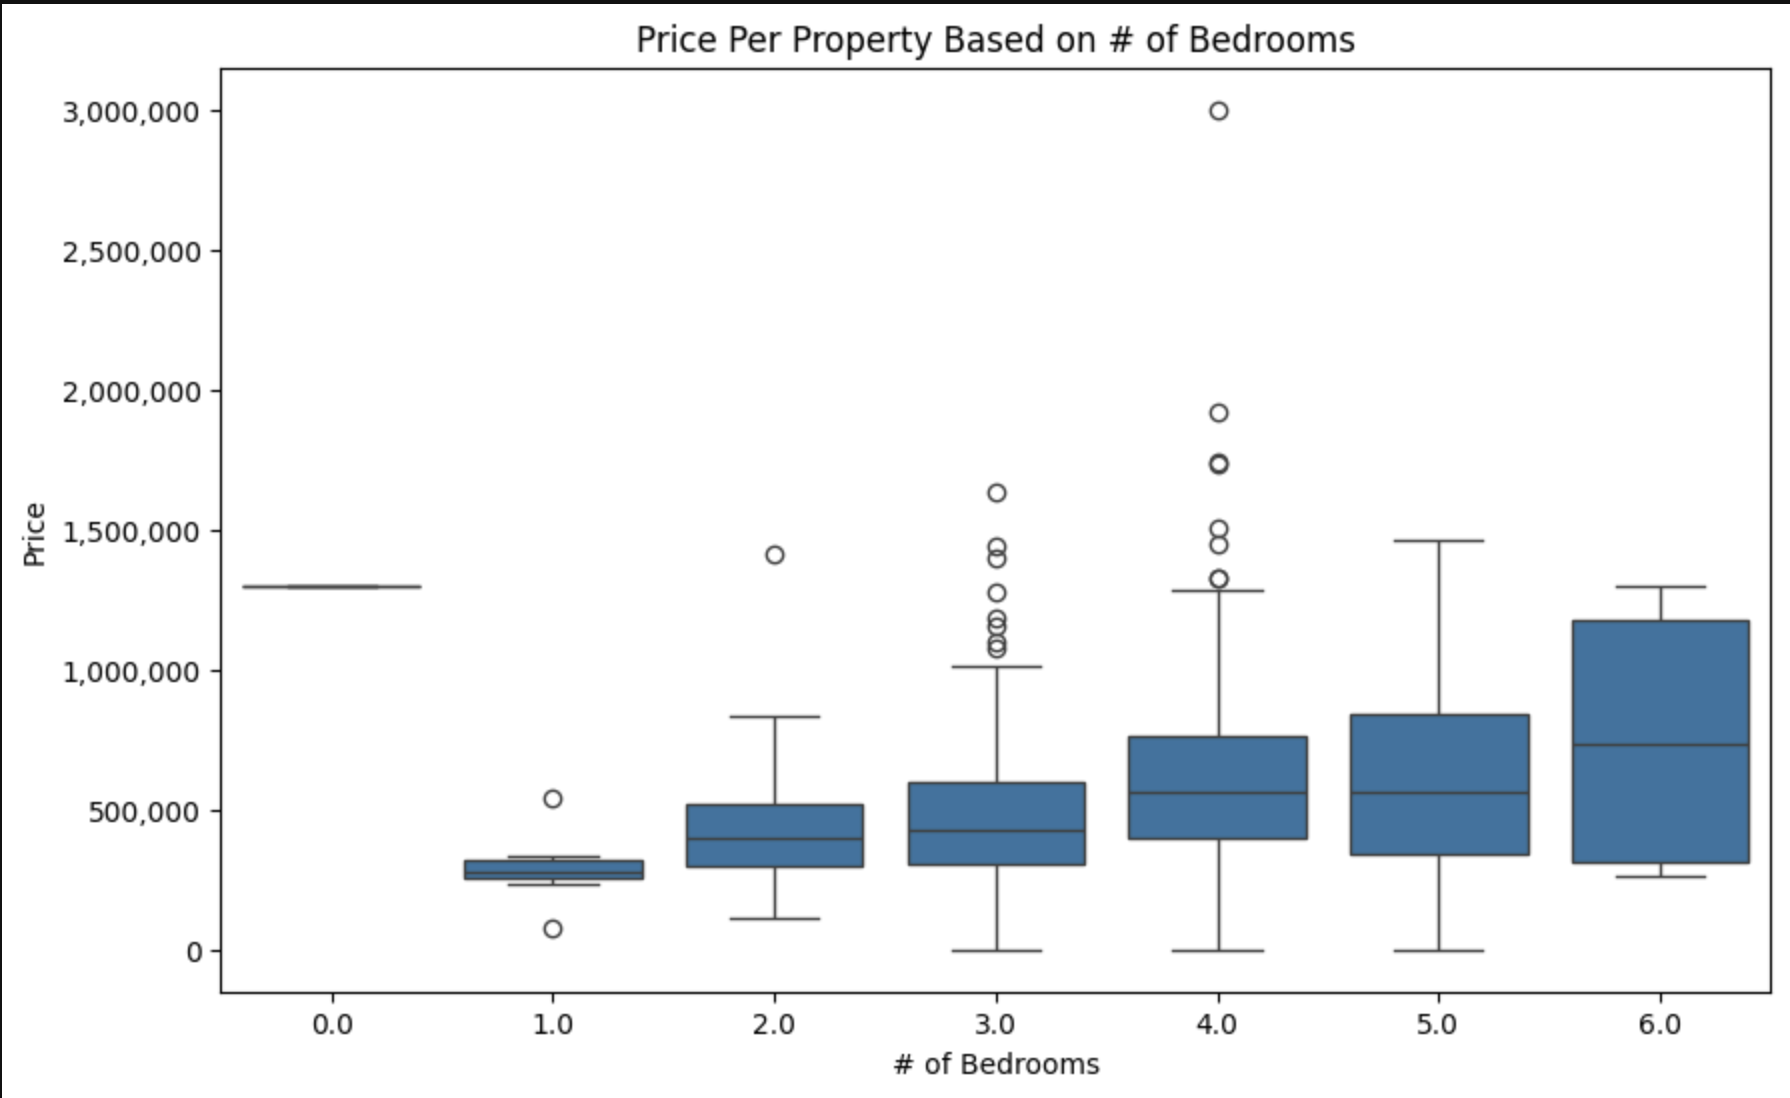 Price Per Property Based on # of Bedrooms
3,000,000
2,500,000
2,000,000
1,500,000
1,000,000
500,000
0
Price
0.0 1.0 2.0 3.0 4.0 5.0 6.0
# of Bedrooms